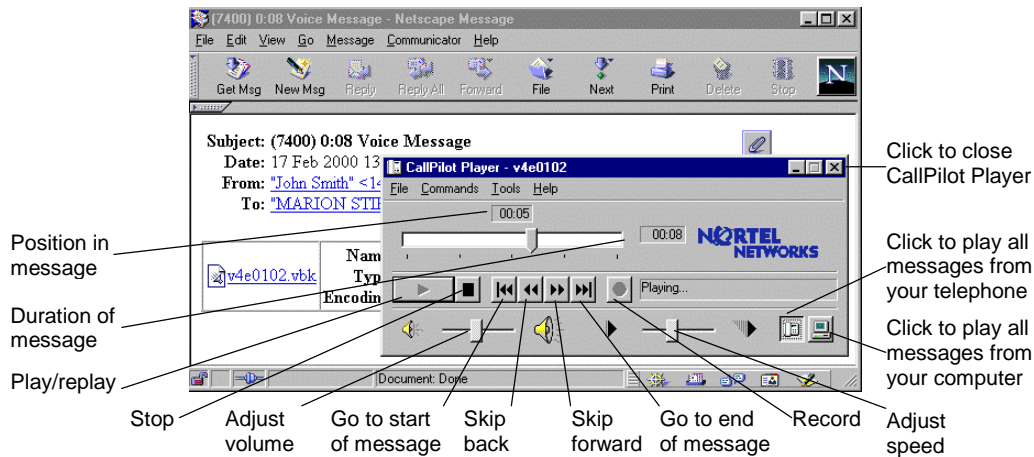 (7400) 0:08 Voice Message - Netscape Message
File Edit View Go Message Communicator Help
Get Msg New Msg Reply Reply All Forward File Next Print Delete Stop N
Subject: (7400) 0:08 Voice Message
Date: 17 Feb 2000 13
From: "John Smith" <14
To: "MARION STIR
v4e0102.vbk
Nam
Typ
Encodin
CallPilot Player - v4e0102
File Commands Tools Help
00:05
00:08
NORTEL
NETWORKS
Playing...
Document: Done
Click to close
CallPilot Player
Click to play all
messages from
your telephone
Click to play all
messages from
your computer
Position in
message
Duration of
message
Play/replay
Stop
Adjust
volume
Go to start
of message
Skip
back
Skip
forward
Go to end
of message
Record
Adjust
speed